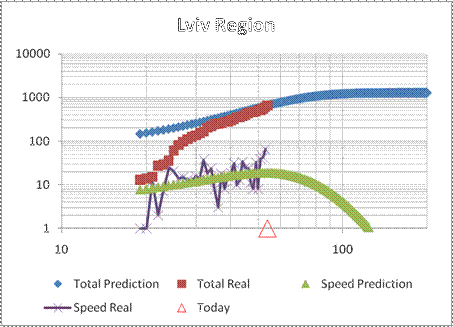 Lviv Region
10000
1000
100
10
1
10
100
Total Prediction
Total Real
Speed Prediction
Speed Real
Today